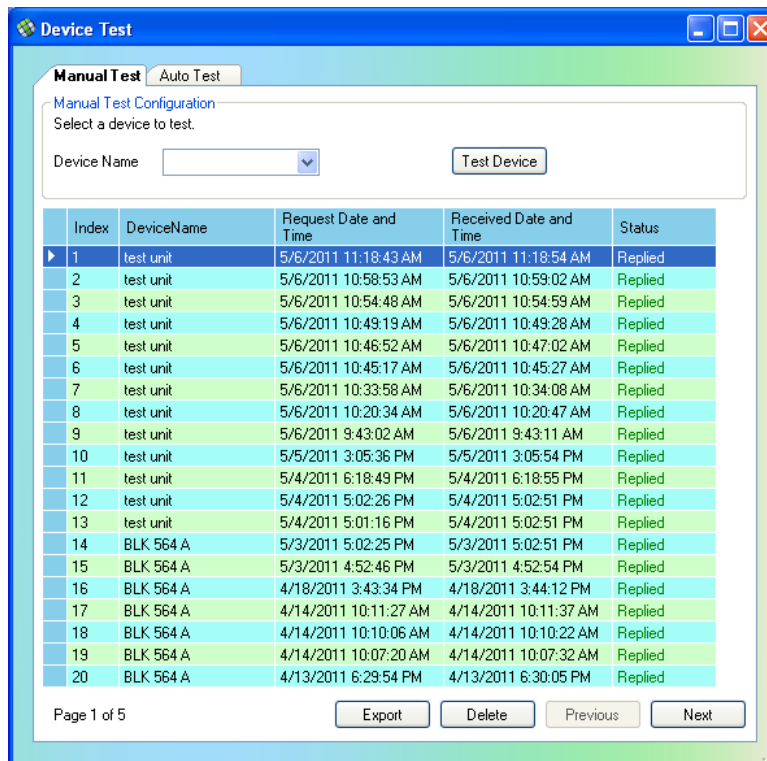 Device Test
Manual Test Auto Test
Manual Test Configuration
Select a device to test.
Device Name Test Device
Index DeviceName Request Date and Time Received Date and Time Status
1 test unit 5/6/2011 11:18:43 AM 5/6/2011 11:18:54 AM Replied
2 test unit 5/6/2011 10:58:53 AM 5/6/2011 10:59:02 AM Replied
3 test unit 5/6/2011 10:54:48 AM 5/6/2011 10:54:59 AM Replied
4 test unit 5/6/2011 10:49:19 AM 5/6/2011 10:49:28 AM Replied
5 test unit 5/6/2011 10:46:52 AM 5/6/2011 10:47:02 AM Replied
6 test unit 5/6/2011 10:45:17 AM 5/6/2011 10:45:27 AM Replied
7 test unit 5/6/2011 10:33:58 AM 5/6/2011 10:34:08 AM Replied
8 test unit 5/6/2011 10:20:34 AM 5/6/2011 10:20:47 AM Replied
9 test unit 5/6/2011 9:43:02 AM 5/6/2011 9:43:11 AM Replied
10 test unit 5/5/2011 3:05:36 PM 5/5/2011 3:05:54 PM Replied
11 test unit 5/4/2011 6:18:49 PM 5/4/2011 6:18:55 PM Replied
12 test unit 5/4/2011 5:02:26 PM 5/4/2011 5:02:51 PM Replied
13 test unit 5/4/2011 5:01:16 PM 5/4/2011 5:02:51 PM Replied
14 BLK 564 A 5/3/2011 5:02:25 PM 5/3/2011 5:02:51 PM Replied
15 BLK 564 A 5/3/2011 4:52:46 PM 5/3/2011 4:52:54 PM Replied
16 BLK 564 A 4/18/2011 3:43:34 PM 4/18/2011 3:44:12 PM Replied
17 BLK 564 A 4/14/2011 10:11:27 AM 4/14/2011 10:11:37 AM Replied
18 BLK 564 A 4/14/2011 10:10:06 AM 4/14/2011 10:10:22 AM Replied
19 BLK 564 A 4/14/2011 10:07:20 AM 4/14/2011 10:07:32 AM Replied
20 BLK 564 A 4/13/2011 6:29:54 PM 4/13/2011 6:30:05 PM Replied
Page 1 of 5 Export Delete Previous Next